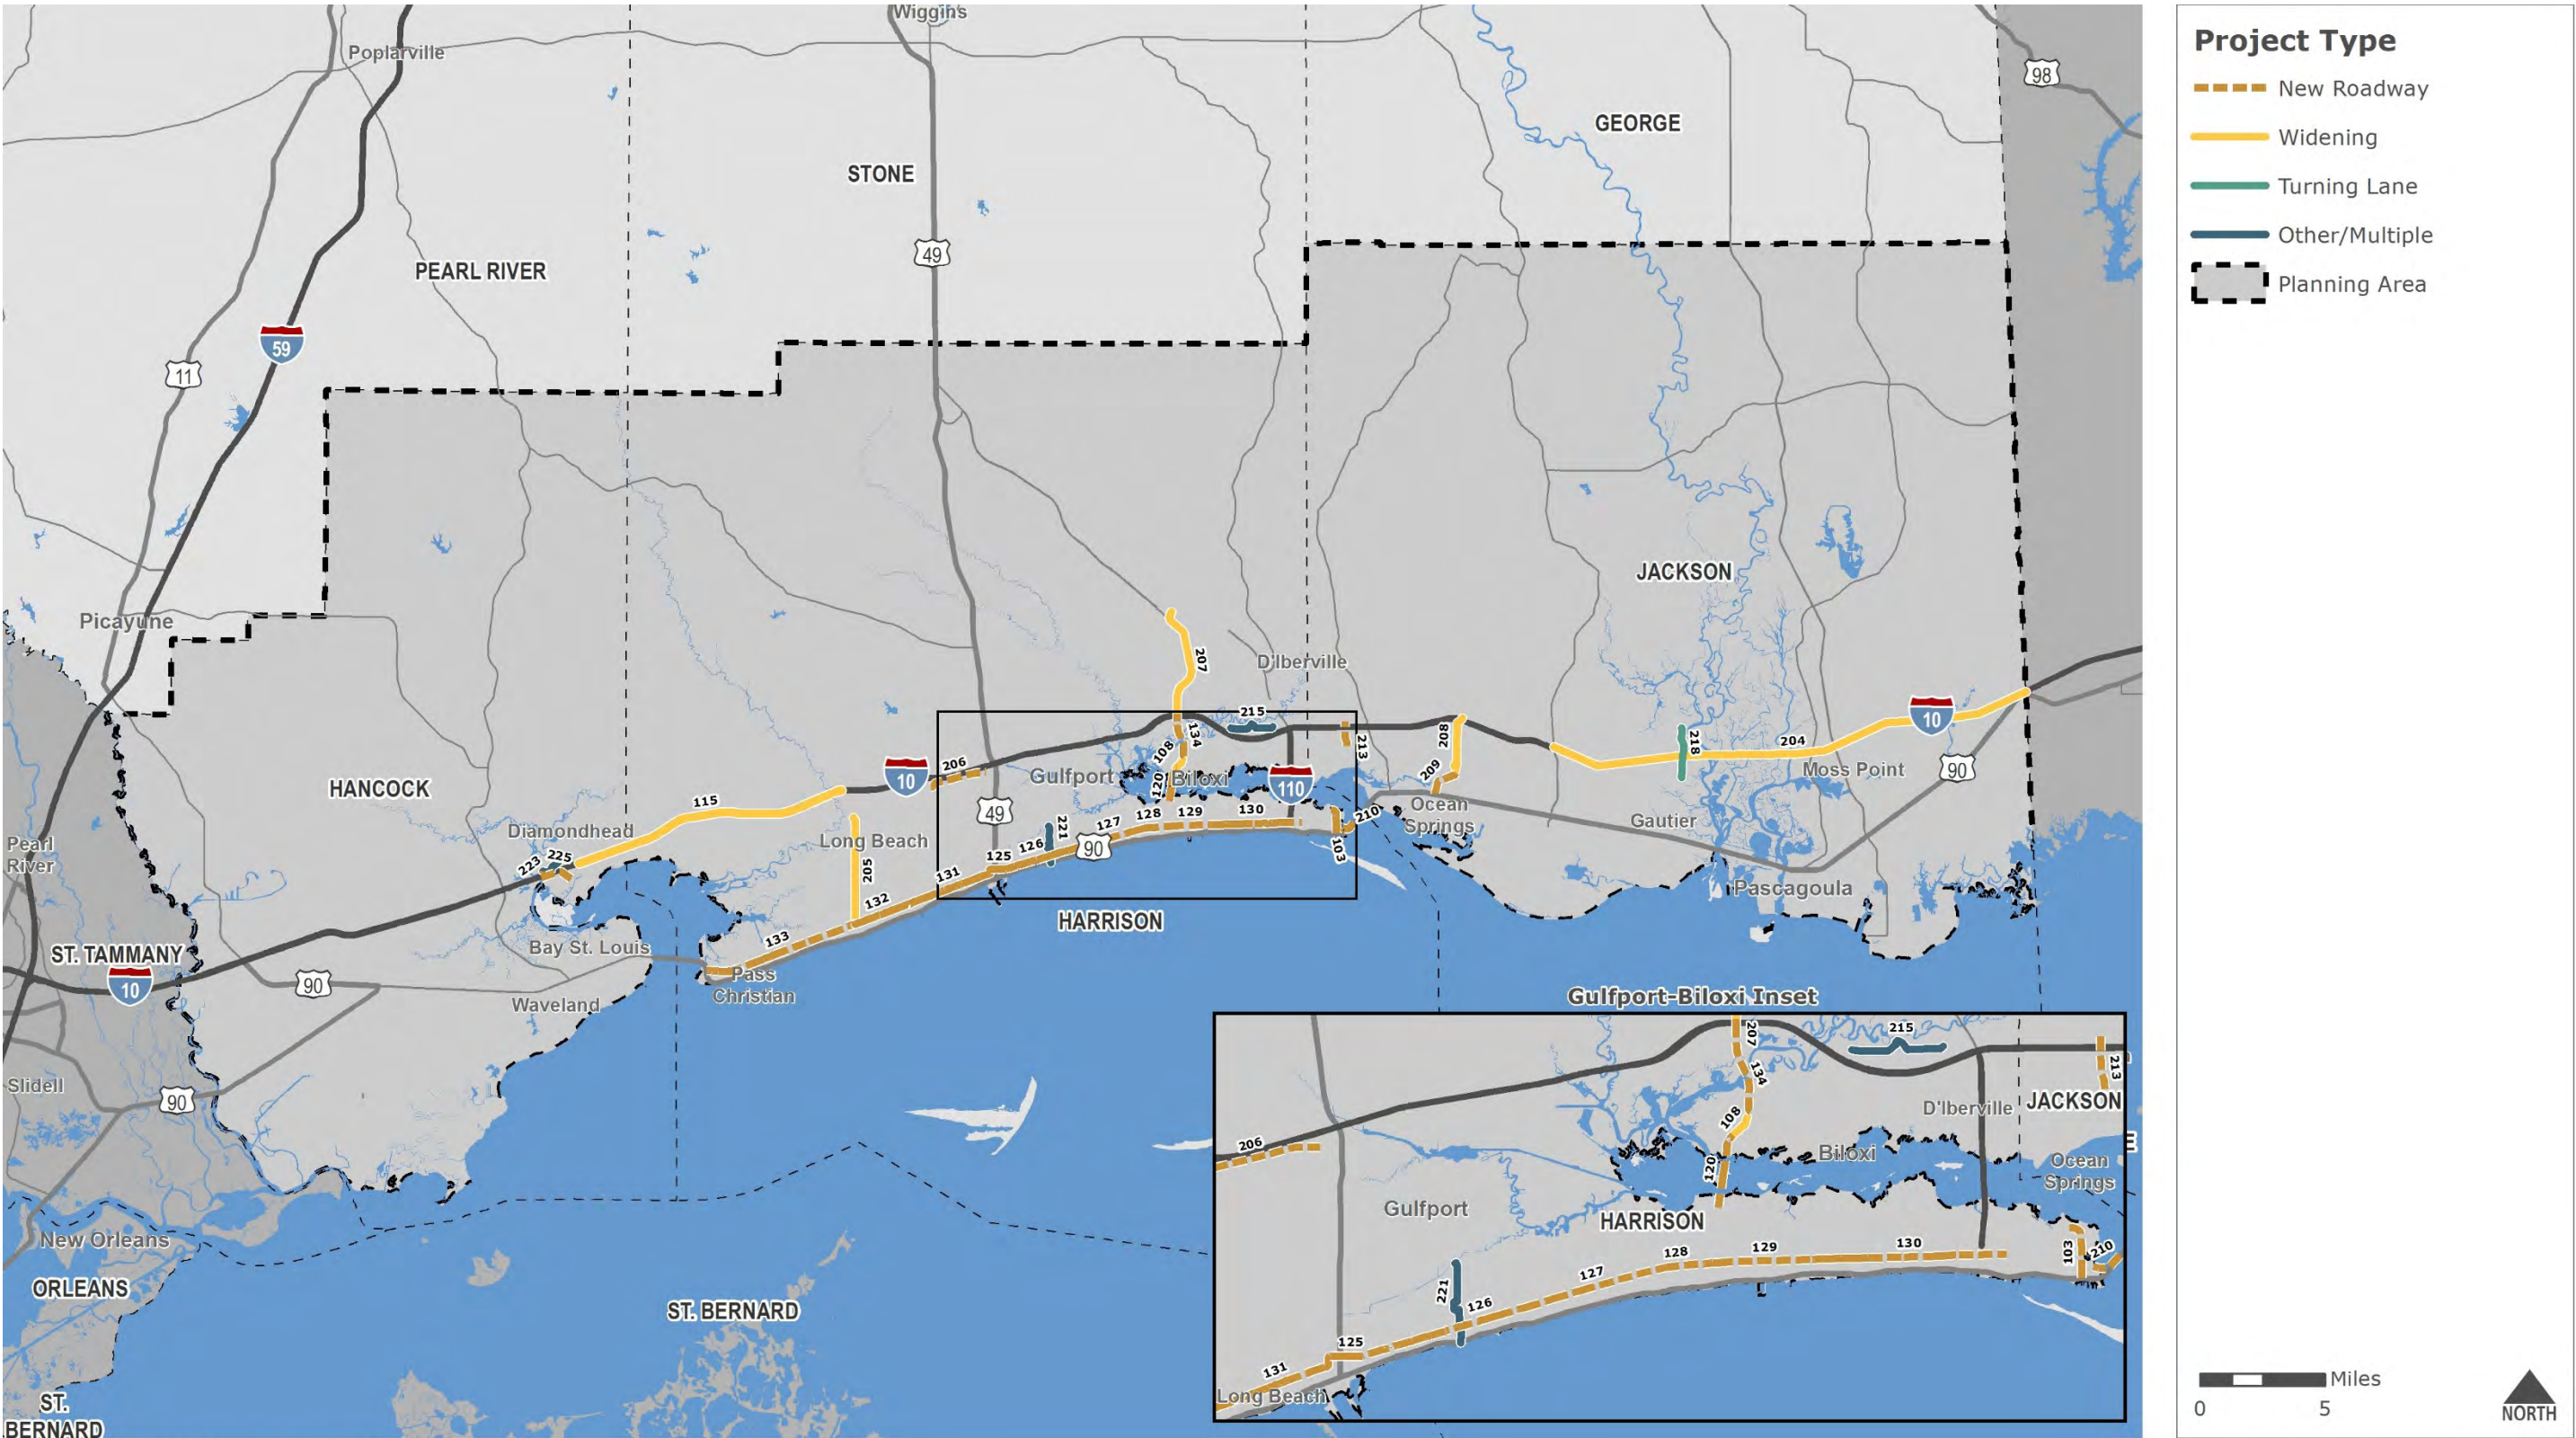 Wiggins
Poplarville
98
GEORGE
STONE
49
PEARL RIVER
59
11
JACKSON
Picayune
207
D'Iberville
215
134
108
213
208
218
204
10
206
10
Gulfport
120
Biloxi
110
209
Moss Point
90
HANCOCK
115
49
Ocean
Springs
210
Gautier
Diamondhead
Long Beach
221
127
128
129
130
126
90
103
Pearl
River
223
225
205
125
131
132
Pascagoula
HARRISON
133
ST. TAMMANY
10
90
Bay St. Louis
Pass
Christian
Waveland
Slidell
90
New Orleans
ORLEANS
ST. BERNARD
ST.
BERNARD
Gulfport-Biloxi Inset
207
215
134
213
108
D'Iberville
JACKSON
206
Biloxi
E
120
Ocean
Springs
Gulfport
HARRISON
128
129
130
103
210
127
221
126
125
131
Long Beach
Project Type
New Roadway
Widening
Turning Lane
Other/Multiple
Planning Area
Miles
0 5
NORTH